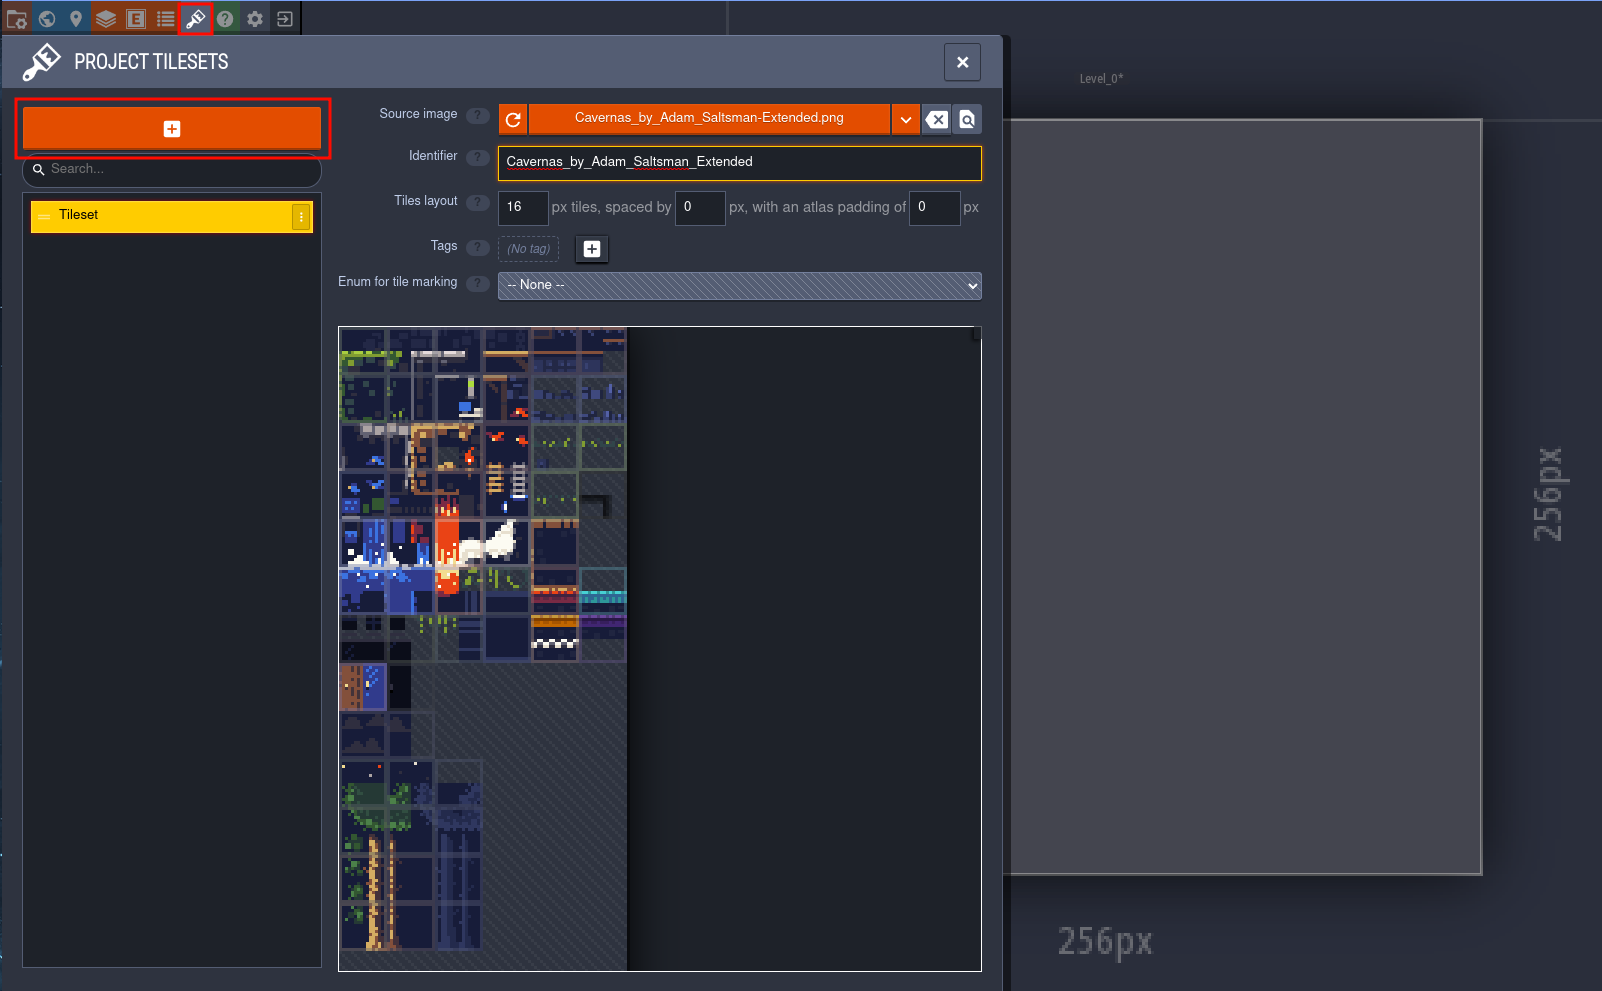 E
?
Level_0*
PROJECT TILESETS
Source image ? Cavernas_by_Adam_Saltsman-Extended.png
Identifier ? Cavernas_by_Adam_Saltsman_Extended
Search...
Tiles layout ? 16 px tiles, spaced by 0 px, with an atlas padding of 0 px
Tileset
Tags ? (No tag)
Enum for tile marking ? -- None --
256px
256px